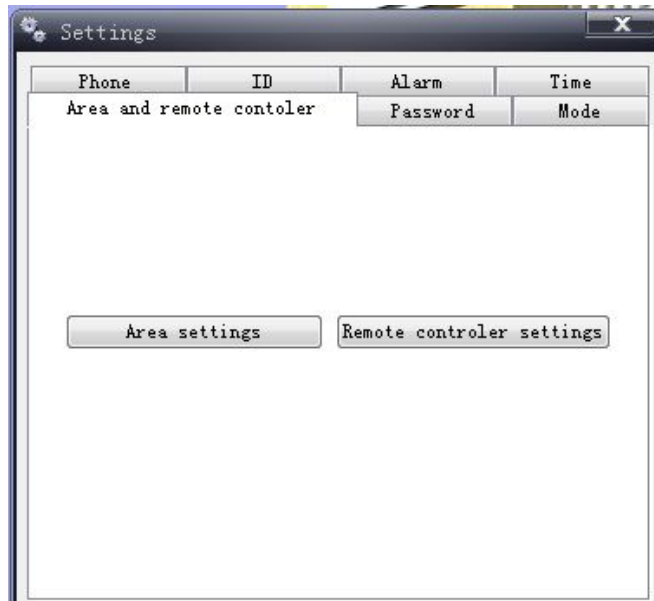 Settings
X
Phone ID Alarm Time
Area and remote contoler Password Mode
Area settings Remote controler settings